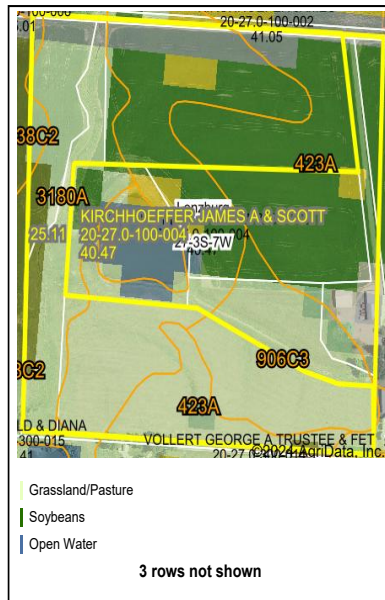 20-27.0-100-002
41.05
.01
38C2
423A
3180A
Lenzburg
KIRCHHOEFFER JAMES A & SCOTT
25.11
20-27.0-100-004
27-3S-7W
40.47
906C3
3C2
423A
LD & DIANA
300-015
41
VOLLERT GEORGE A TRUSTEE & FET
©2024 AgriData, Inc.
Grassland/Pasture
Soybeans
Open Water
3 rows not shown